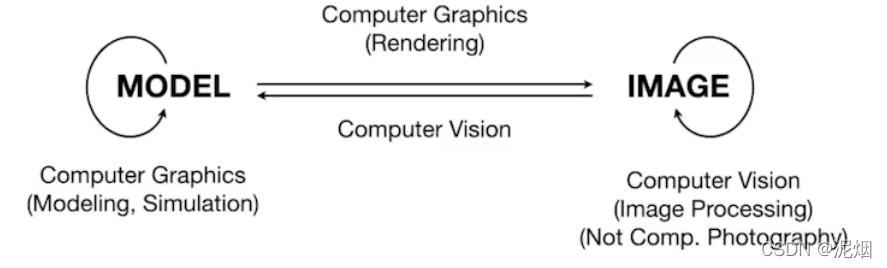 Computer Graphics
(Rendering)
MODEL
IMAGE
Computer Vision
Computer Graphics
(Modeling, Simulation)
Computer Vision
(Image Processing)
(Not Comp. Photography)
CSDN @泥烟